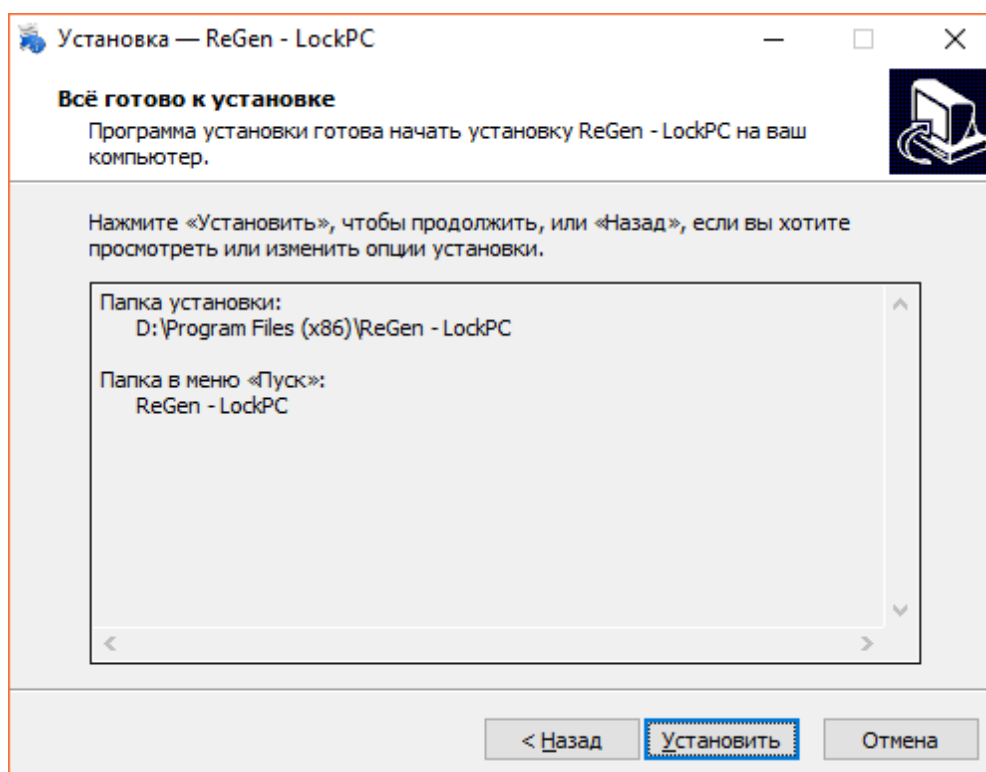 Установка — ReGen - LockPC
Всё готово к установке
Программа установки готова начать установку ReGen - LockPC на ваш
компьютер.
Нажмите «Установить», чтобы продолжить, или «Назад», если вы хотите
просмотреть или изменить опции установки.
Папка установки:
D:\Program Files (x86)\ReGen - LockPC
Папка в меню «Пуск»:
ReGen - LockPC
< Назад
Установить
Отмена